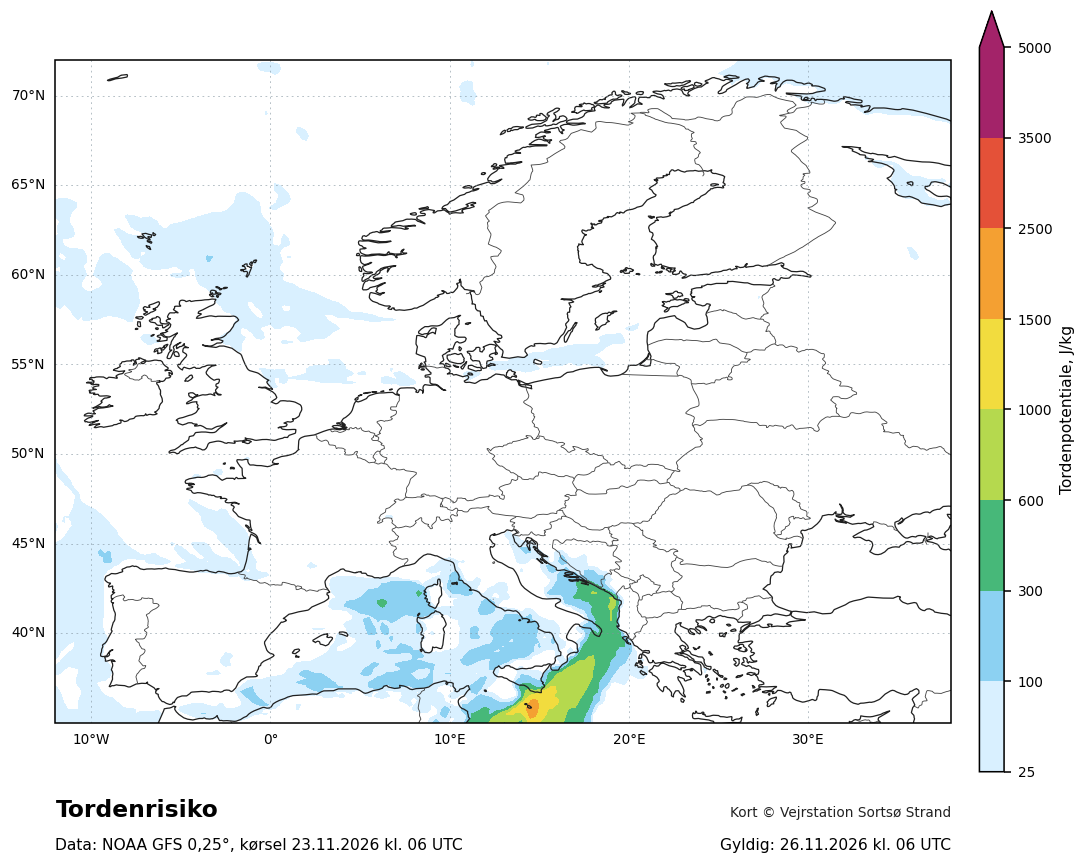 70°N
65°N
60°N
55°N
50°N
45°N
40°N
10°W 0° 10°E 20°E 30°E
5000
3500
2500
1500
1000
600
300
100
25
Tordenpotentiale, J/kg
Tordenrisiko
Kort © Vejrstation Sortsø Strand
Data: NOAA GFS 0,25°, kørsel 23.11.2026 kl. 06 UTC
Gyldig: 26.11.2026 kl. 06 UTC